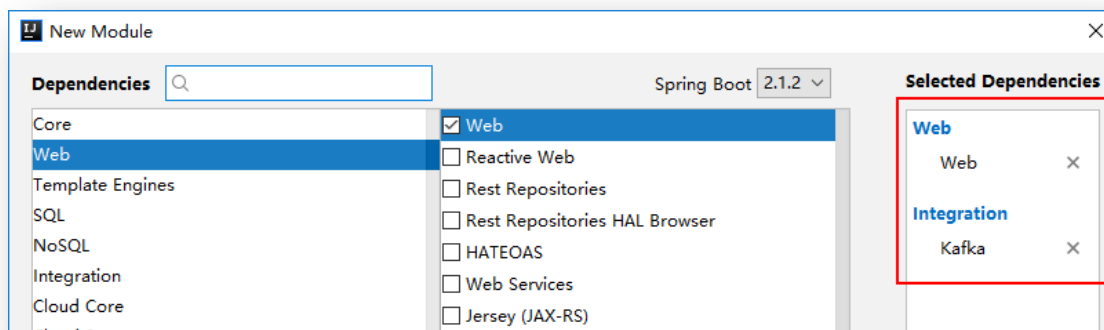 New Module
Dependencies
Spring Boot 2.1.2
Selected Dependencies
Core
Web
Template Engines
SQL
NoSQL
Integration
Cloud Core
Web
Reactive Web
Rest Repositories
Rest Repositories HAL Browser
HATEOAS
Web Services
Jersey (JAX-RS)
Web
Web
Integration
Kafka